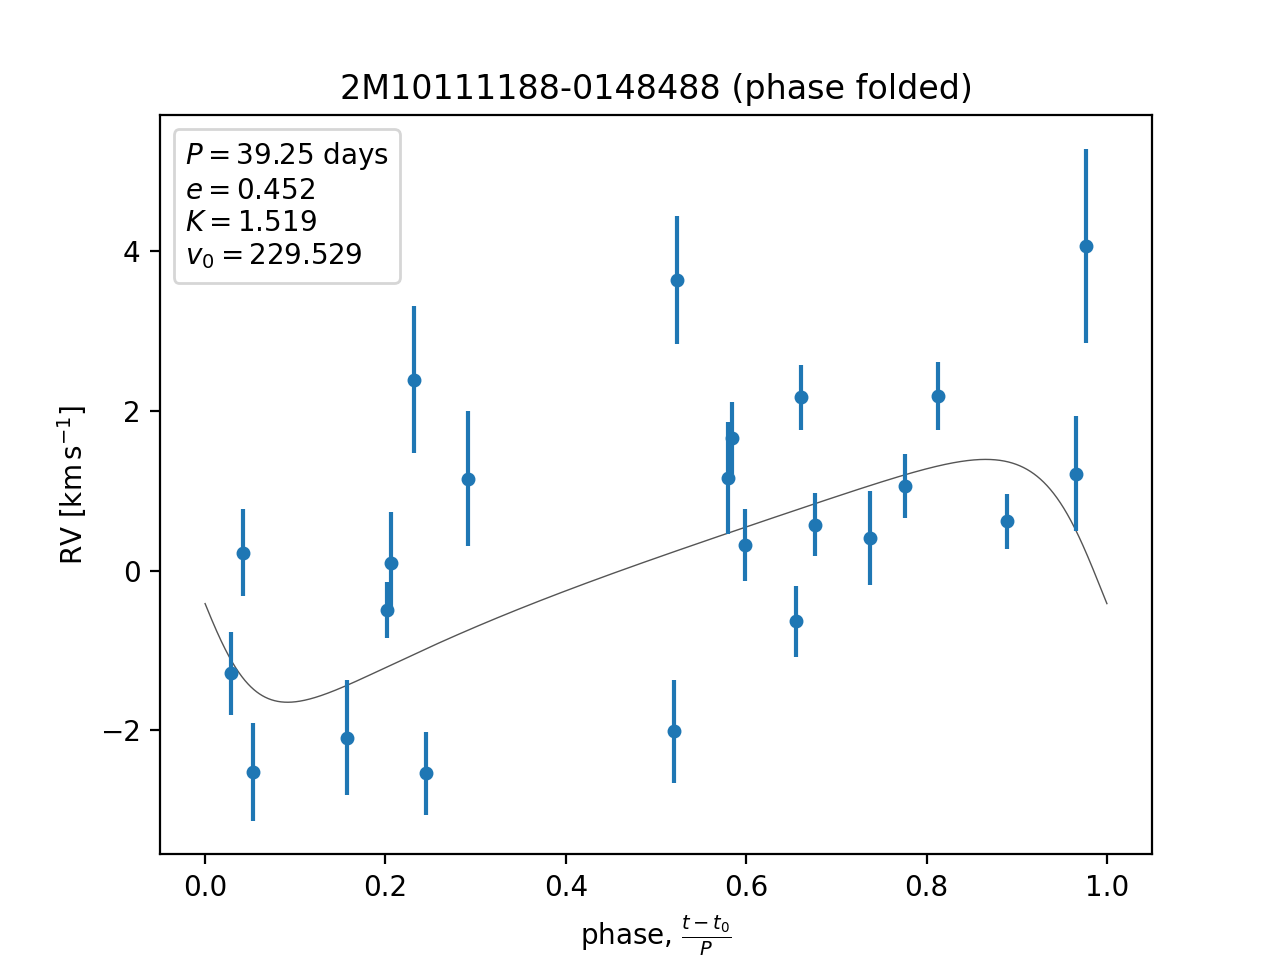 2M10111188-0148488 (phase folded)
P = 39.25 days
e = 0.452
K = 1.519
v₀ = 229.529
4
2
0
−2
RV [km s⁻¹]
0.0 0.2 0.4 0.6 0.8 1.0
phase, (t − t₀)/P